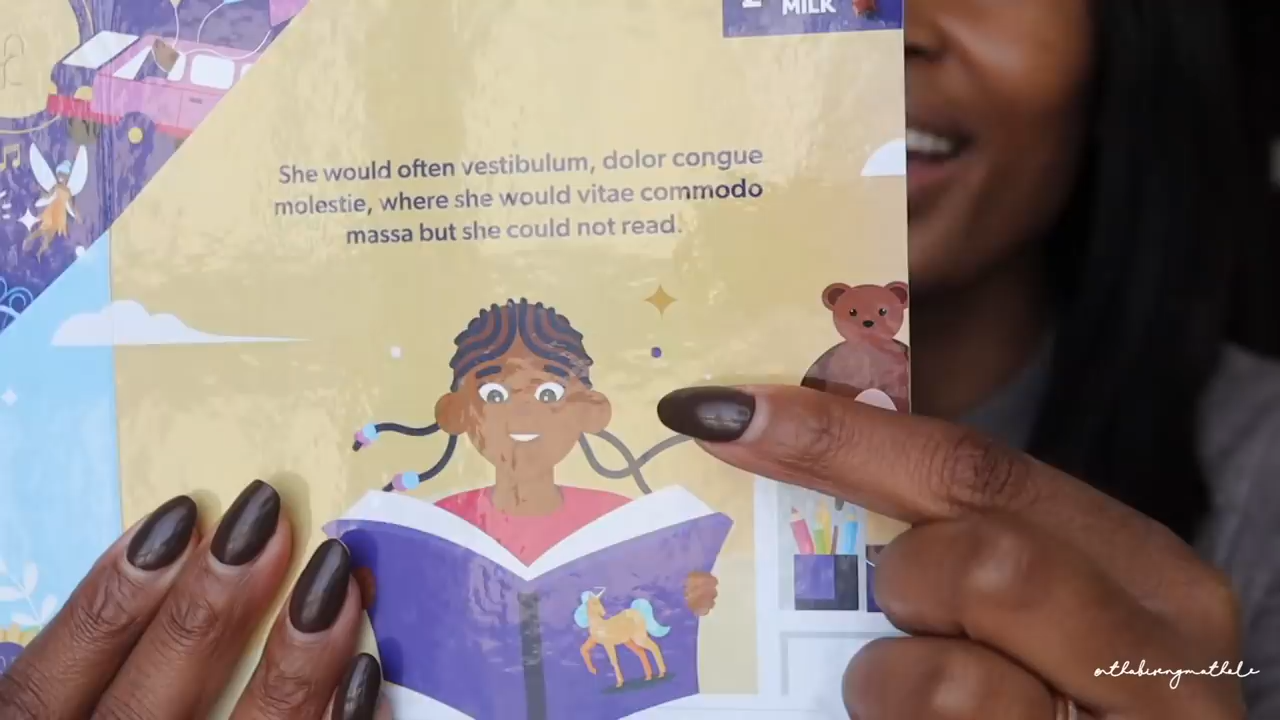 MILK
She would often vestibulum, dolor congue
molestie, where she would vitae commodo
massa but she could not read.